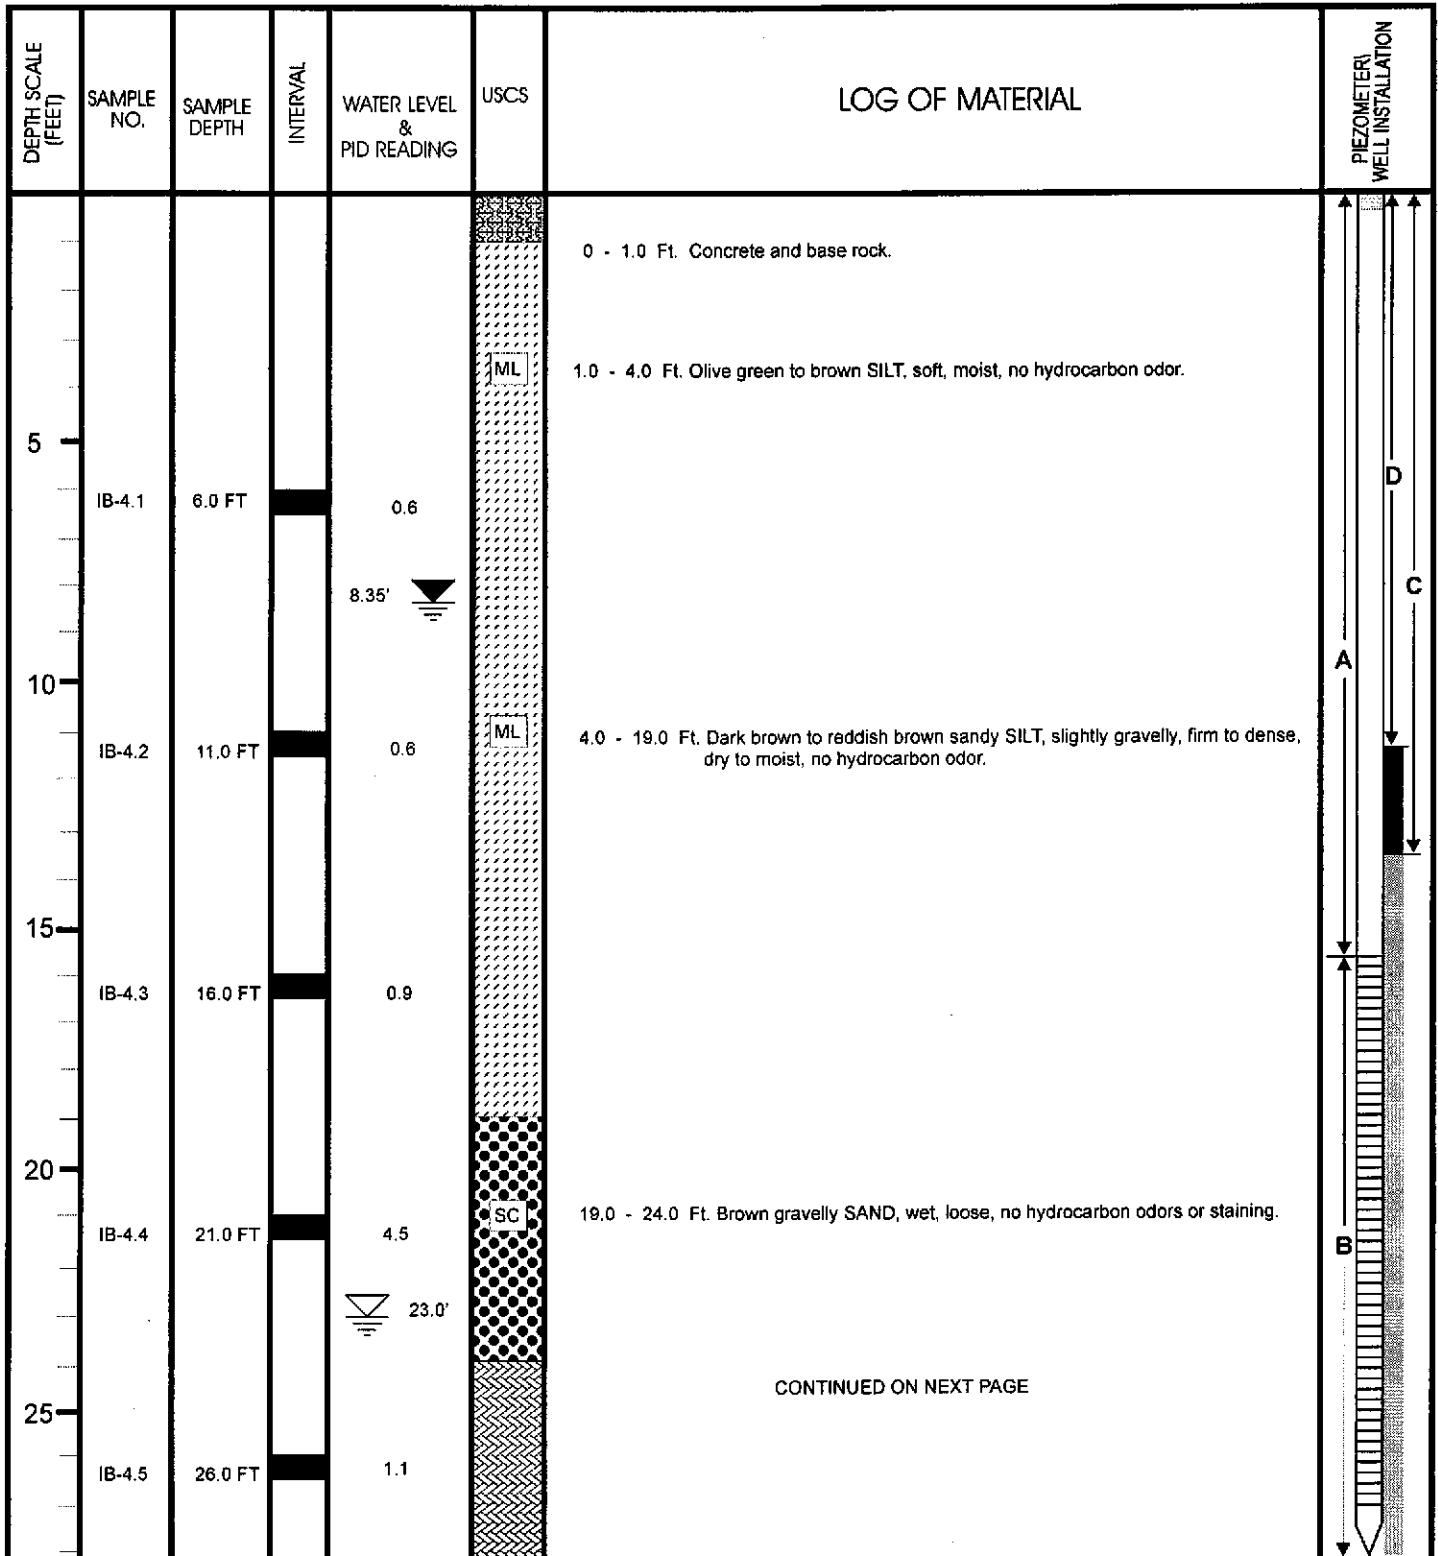 DEPTH SCALE
(FEET)
SAMPLE
NO.
SAMPLE
DEPTH
INTERVAL
WATER LEVEL
&
PID READING
USCS
LOG OF MATERIAL
PIEZOMETER\
WELL INSTALLATION
0 - 1.0 Ft. Concrete and base rock.
ML
1.0 - 4.0 Ft. Olive green to brown SILT, soft, moist, no hydrocarbon odor.
5
D
IB-4.1
6.0 FT
0.6
8.35'
C
A
10
ML
4.0 - 19.0 Ft. Dark brown to reddish brown sandy SILT, slightly gravelly, firm to dense,
dry to moist, no hydrocarbon odor.
IB-4.2
11.0 FT
0.6
15
IB-4.3
16.0 FT
0.9
20
SC
19.0 - 24.0 Ft. Brown gravelly SAND, wet, loose, no hydrocarbon odors or staining.
IB-4.4
21.0 FT
4.5
B
23.0'
CONTINUED ON NEXT PAGE
25
IB-4.5
26.0 FT
1.1